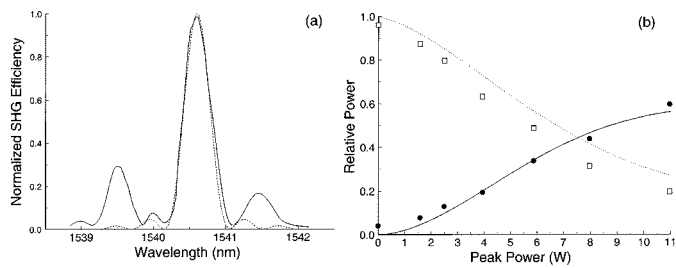 (a)
Normalized SHG Efficiency
1.0
0.8
0.6
0.4
0.2
0.0
1539 1540 1541 1542
Wavelength (nm)
(b)
Relative Power
1.0
0.8
0.6
0.4
0.2
0.0
0 1 2 3 4 5 6 7 8 9 10 11
Peak Power (W)